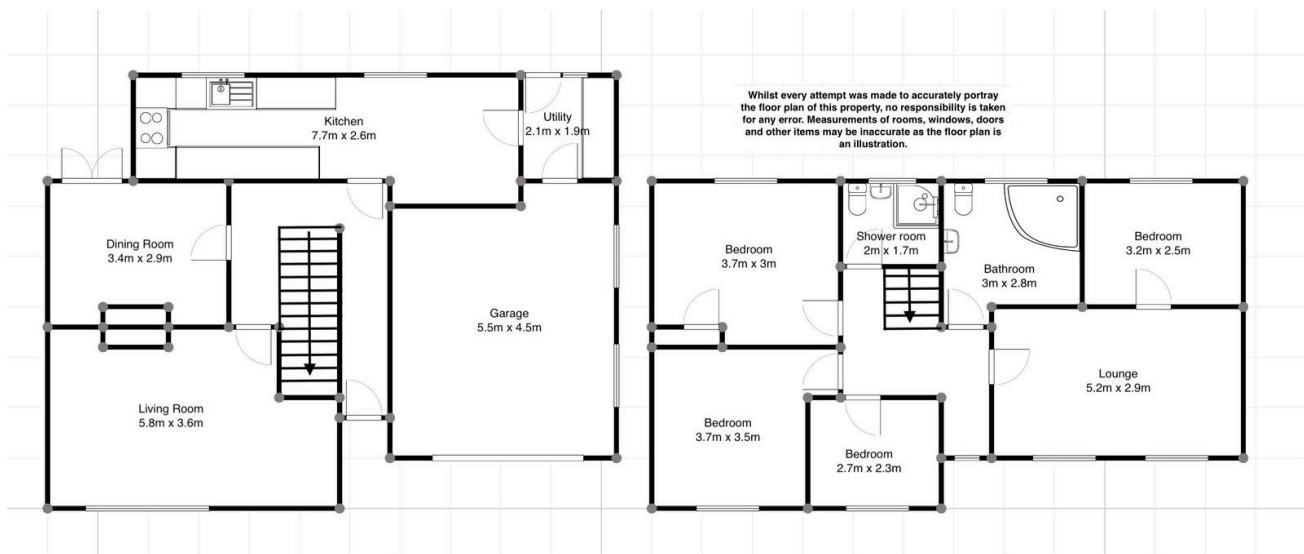 Whilst every attempt was made to accurately portray
the floor plan of this property, no responsibility is taken
for any error. Measurements of rooms, windows, doors
and other items may be inaccurate as the floor plan is
an illustration.
Kitchen
7.7m x 2.6m
Utility
2.1m x 1.9m
Dining Room
3.4m x 2.9m
Garage
5.5m x 4.5m
Living Room
5.8m x 3.6m
Bedroom
3.7m x 3m
Shower room
2m x 1.7m
Bathroom
3m x 2.8m
Bedroom
3.2m x 2.5m
Lounge
5.2m x 2.9m
Bedroom
3.7m x 3.5m
Bedroom
2.7m x 2.3m